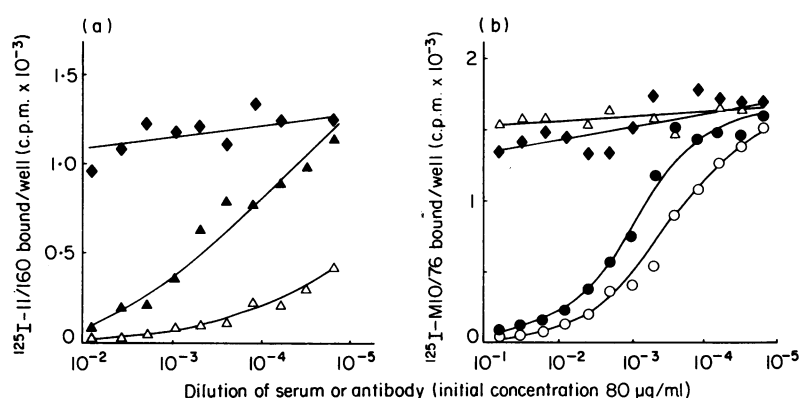 (a)
(b)
¹²⁵I-11/160 bound/well (c.p.m. x 10⁻³)
1·5
1·0
0·5
0
10⁻² 10⁻³ 10⁻⁴ 10⁻⁵
¹²⁵I-M10/76 bound/well (c.p.m. x 10⁻³)
2
1
0
10⁻¹ 10⁻² 10⁻³ 10⁻⁴ 10⁻⁵
Dilution of serum or antibody (initial concentration 80 µg/ml)